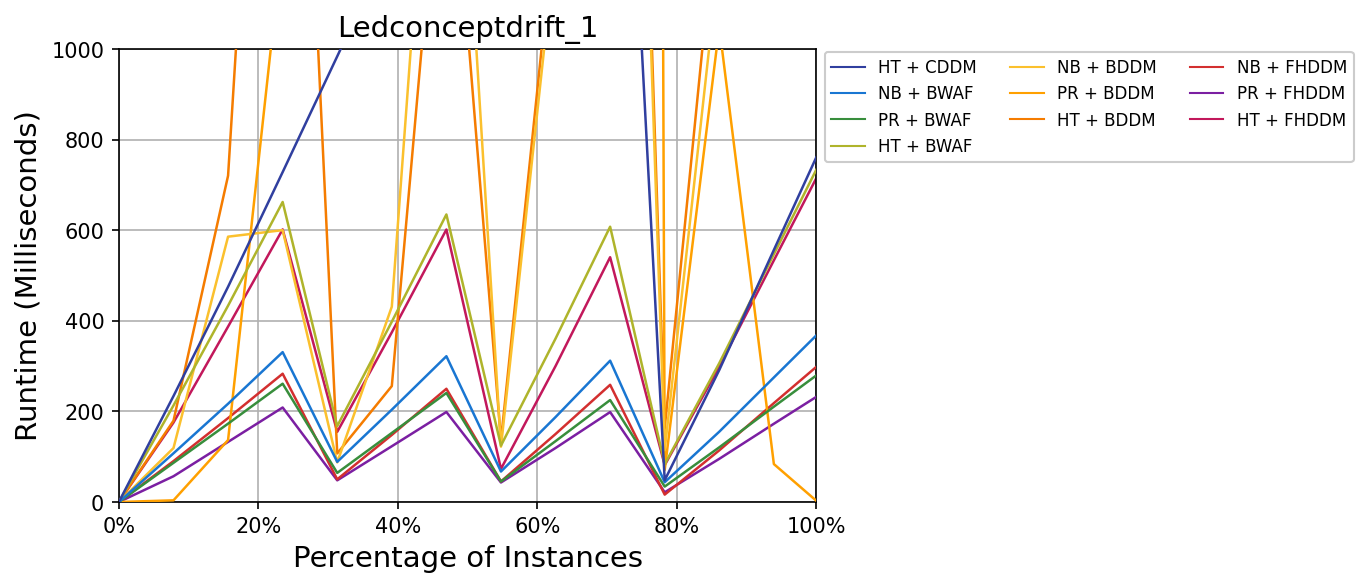 Ledconceptdrift_1
1000
800
600
400
200
0
Runtime (Milliseconds)
0% 20% 40% 60% 80% 100%
Percentage of Instances
HT + CDDM NB + BDDM NB + FHDDM
NB + BWAF PR + BDDM PR + FHDDM
PR + BWAF HT + BDDM HT + FHDDM
HT + BWAF